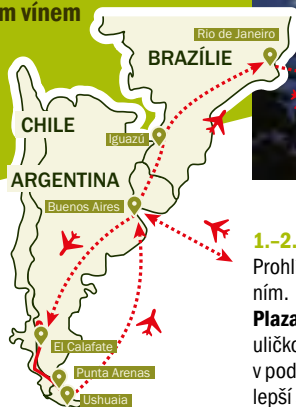 m vínem
Rio de Janeiro
BRAZÍLIE
CHILE
Iguazú
ARGENTINA
Buenos Aires
El Calafate
Punta Arenas
Ushuaia
1.–2.
Prohl
ním.
Plaza
uličko
v pod
lepší